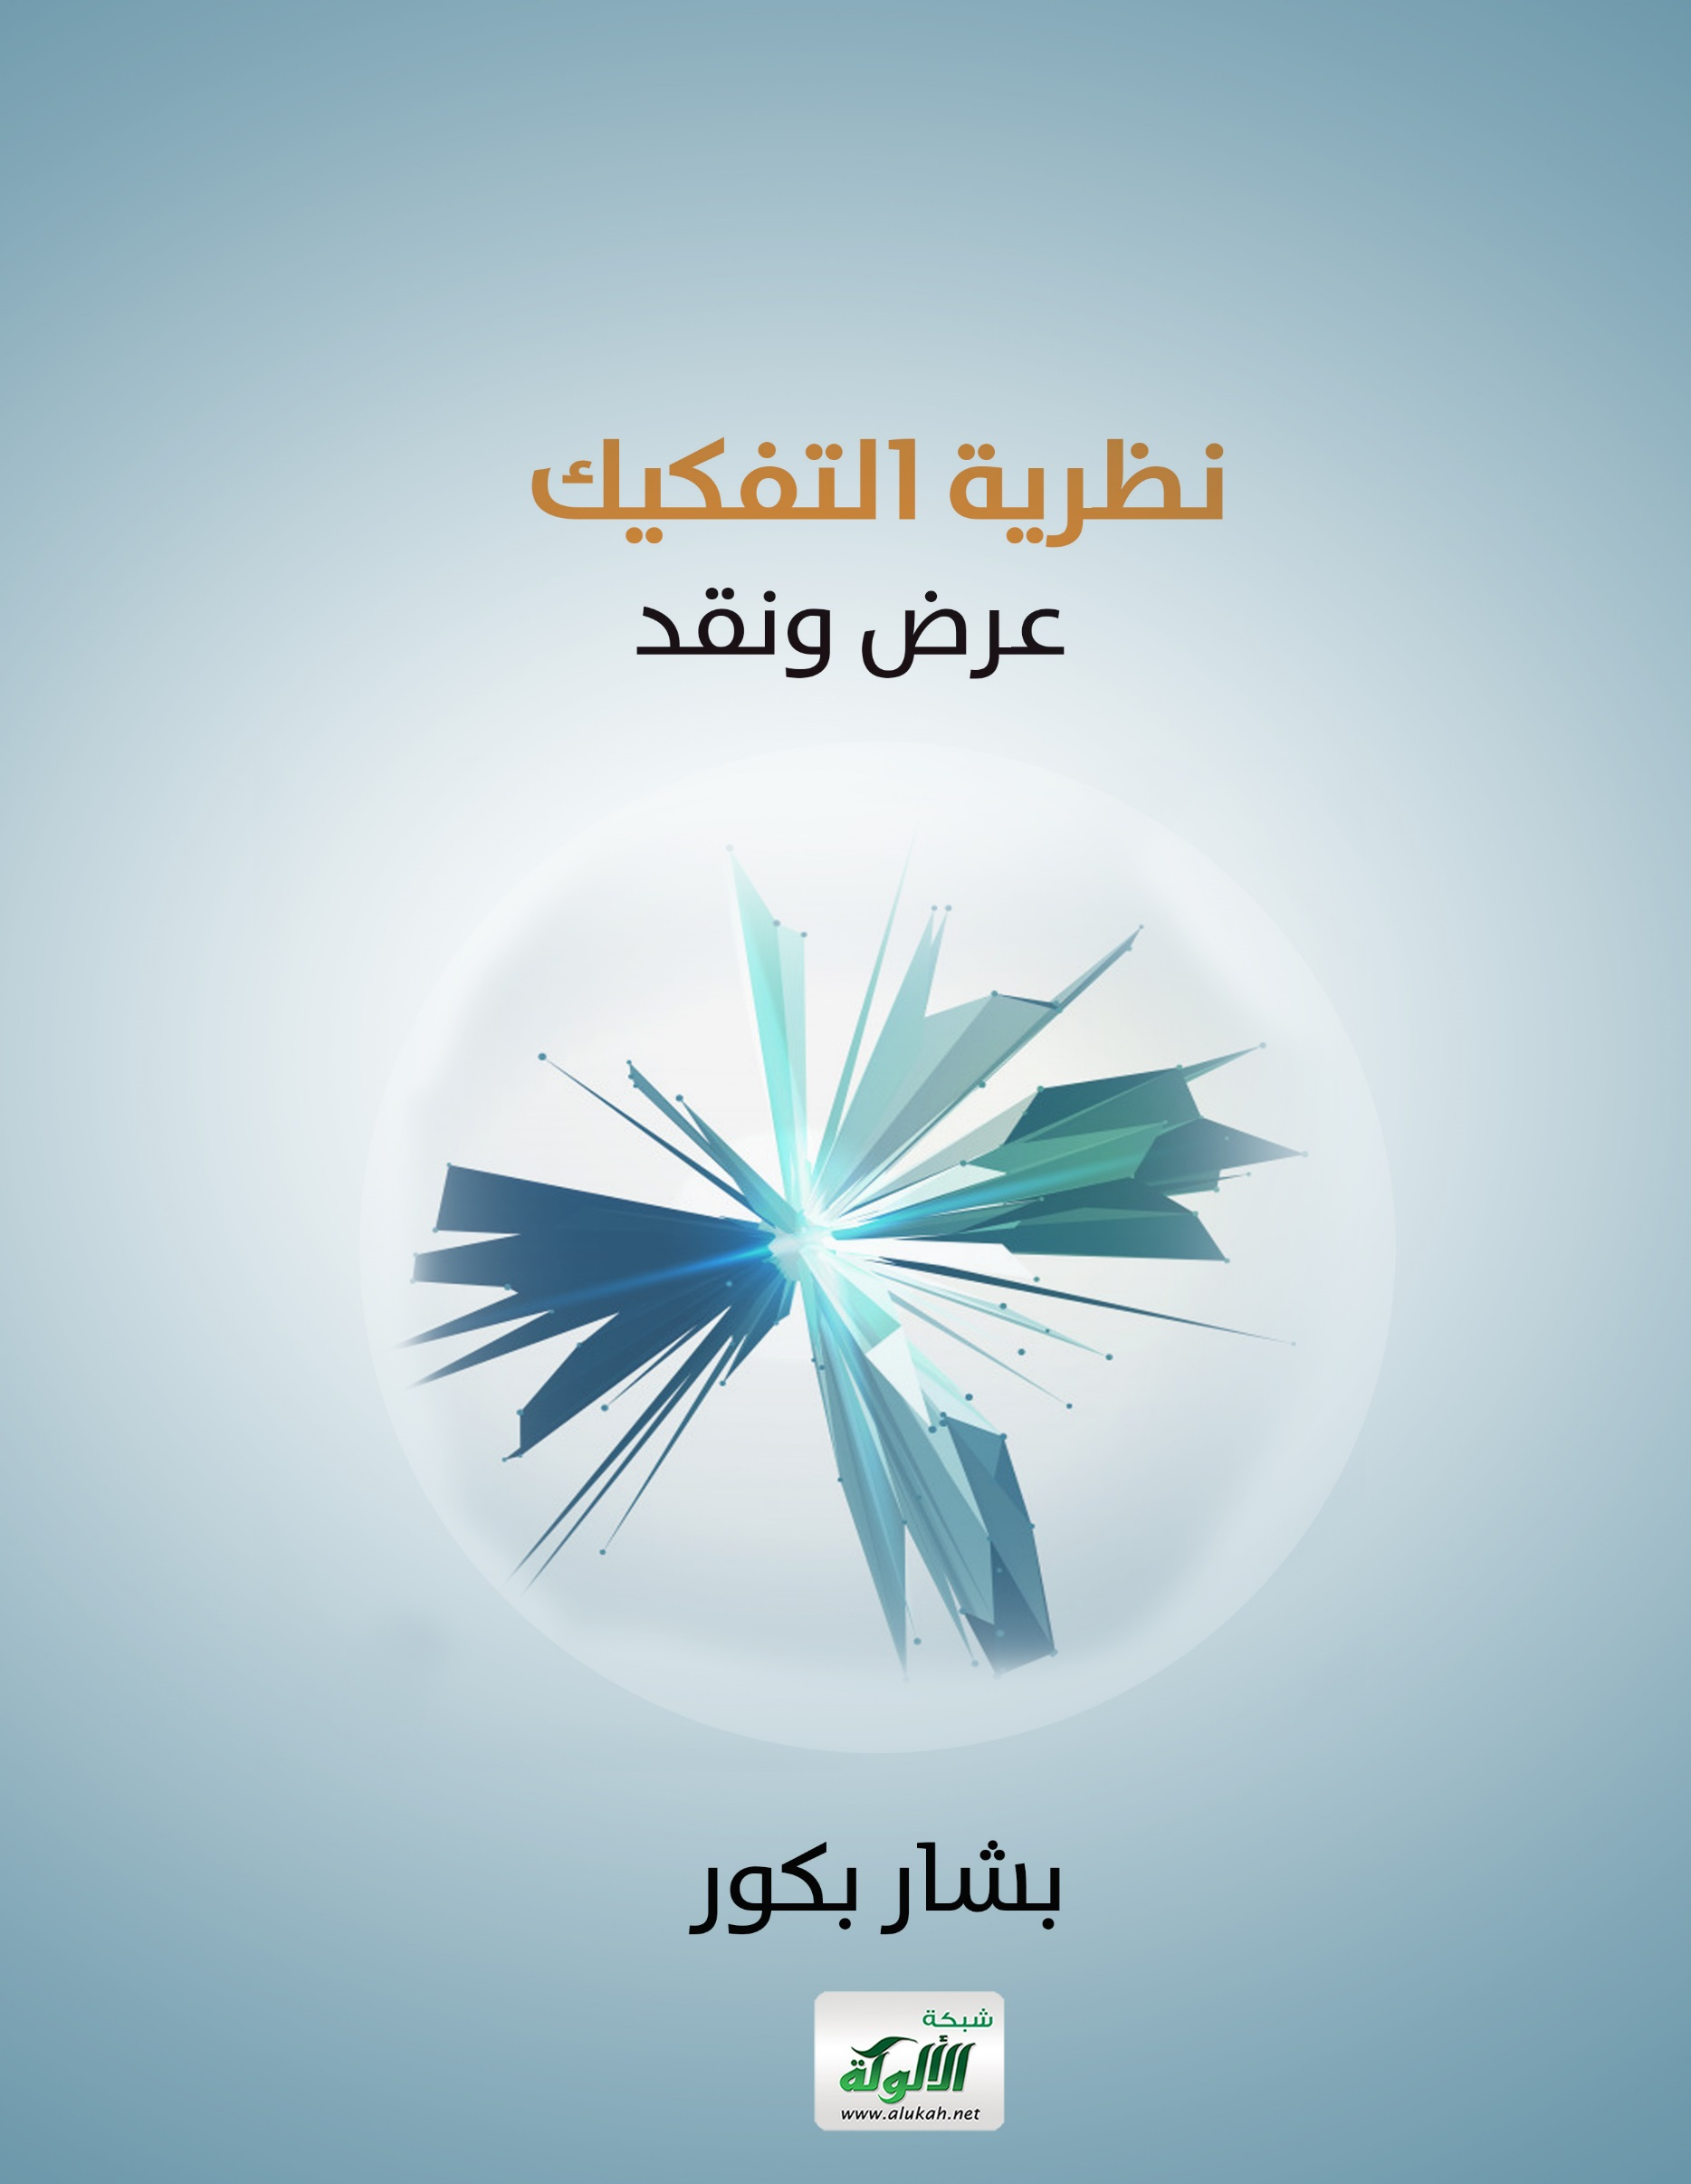 نظرية التفكيك
عرض ونقد
بشار بكور
شبكة
الألوكة
www.alukah.net